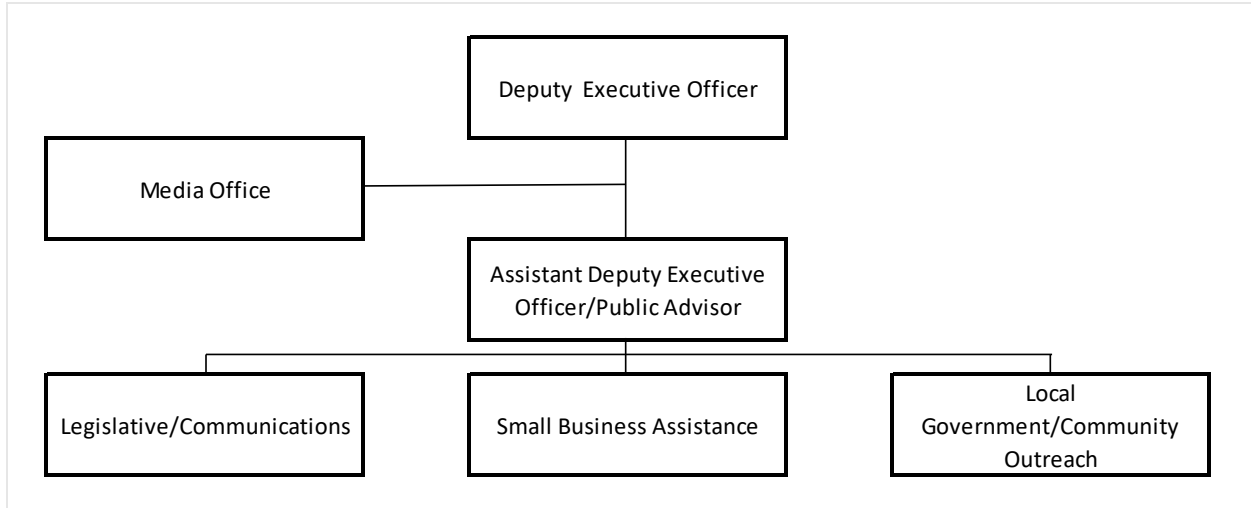 Deputy  Executive Officer
Media Office
Assistant Deputy Executive
Officer/Public Advisor
Legislative/Communications
Small Business Assistance
Local
Government/Community
Outreach